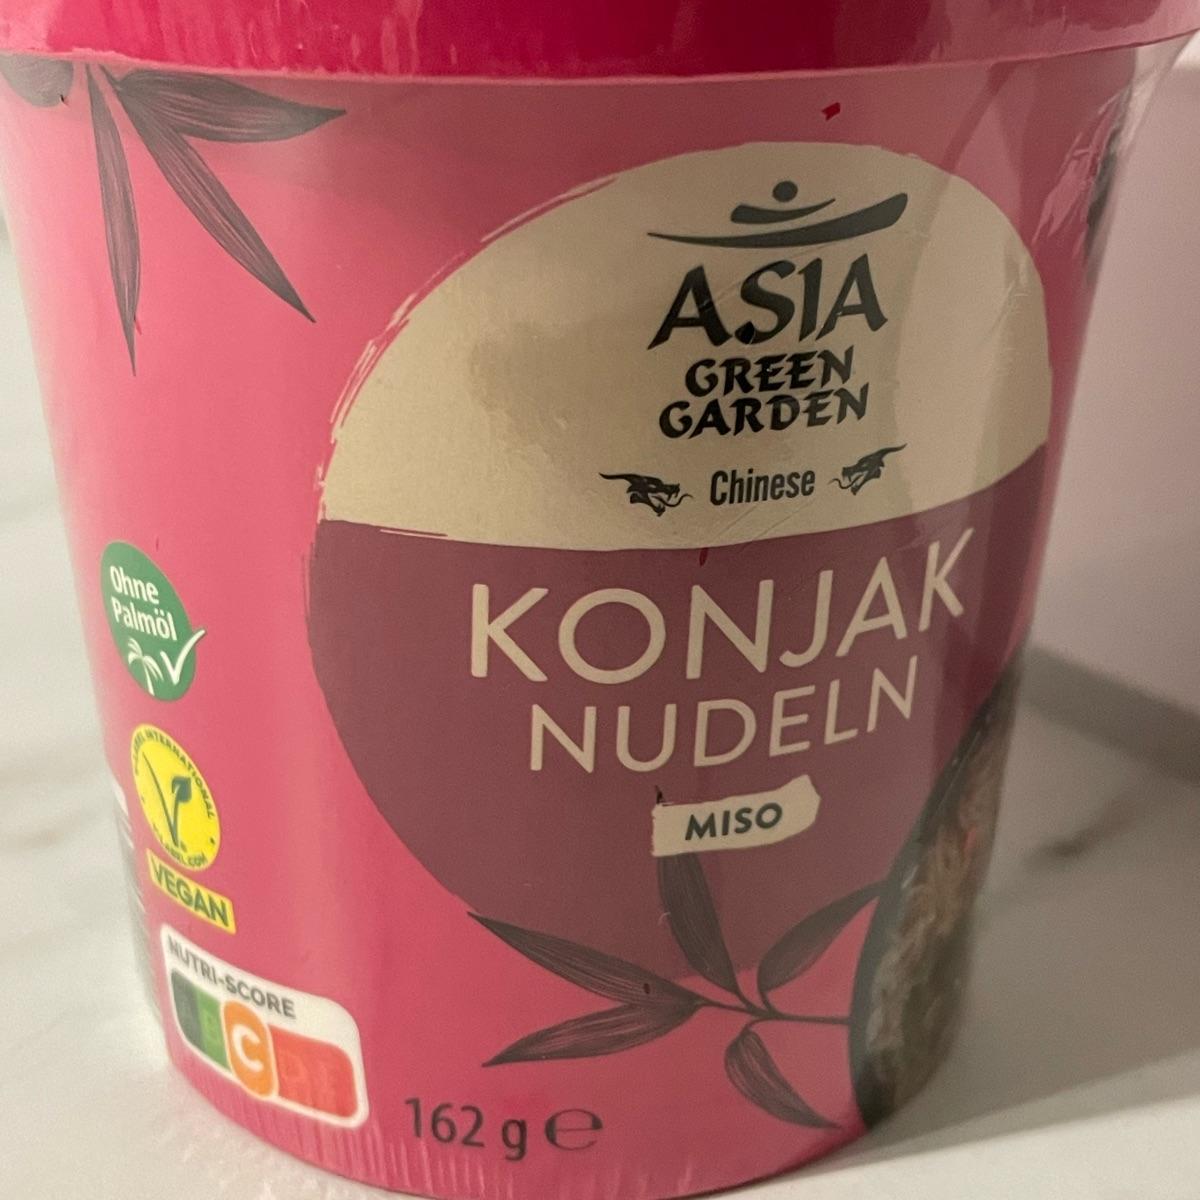 ASIA
GREEN
GARDEN
Chinese
KONJAK
NUDELN
MISO
Ohne
Palmöl
VEGAN
NUTRI-SCORE
B C D E
162 g e